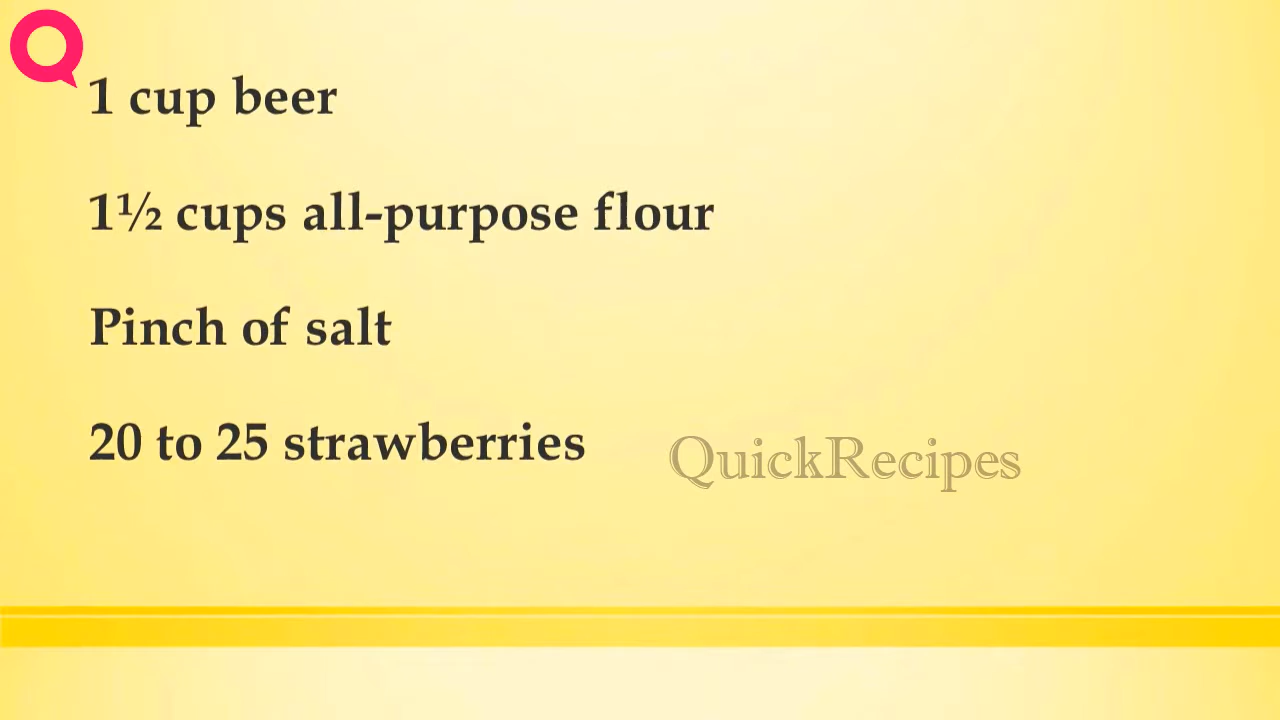 1 cup beer
1½ cups all-purpose flour
Pinch of salt
20 to 25 strawberries
QuickRecipes